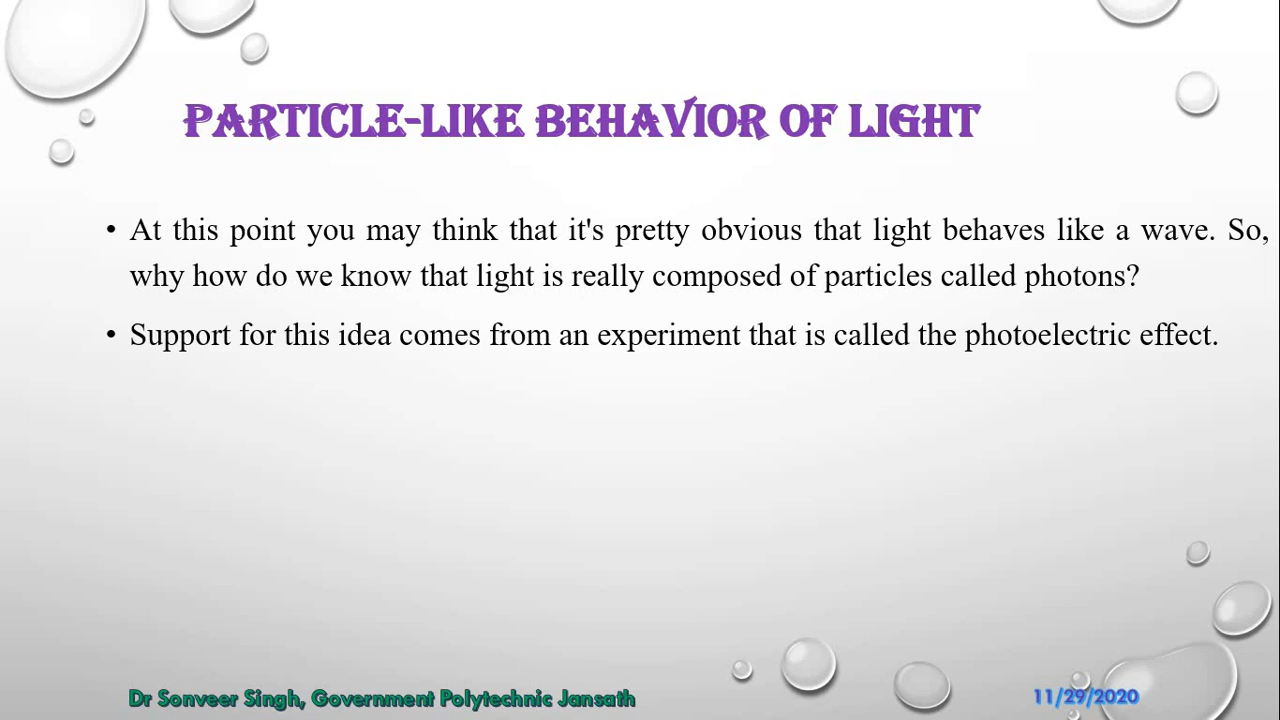 PARTICLE-LIKE BEHAVIOR OF LIGHT
• At this point you may think that it's pretty obvious that light behaves like a wave. So,
why how do we know that light is really composed of particles called photons?
• Support for this idea comes from an experiment that is called the photoelectric effect.
Dr Sonveer Singh, Government Polytechnic Jansath
11/29/2020